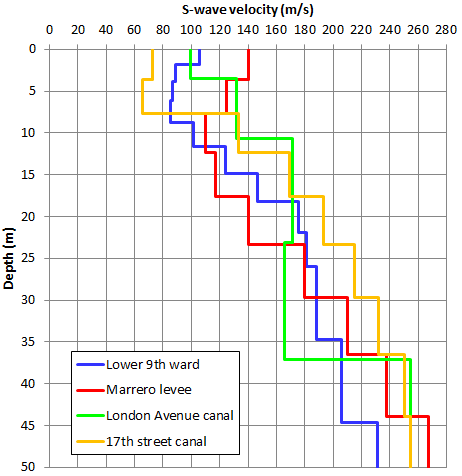 S-wave velocity (m/s)
0 20 40 60 80 100 120 140 160 180 200 220 240 260 280
0
5
10
15
20
25
30
35
40
45
50
Depth (m)
Lower 9th ward
Marrero levee
London Avenue canal
17th street canal